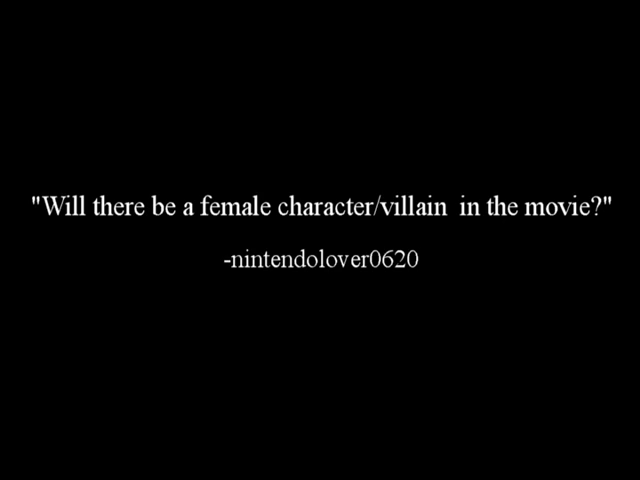 "Will there be a female character/villain  in the movie?"
-nintendolover0620